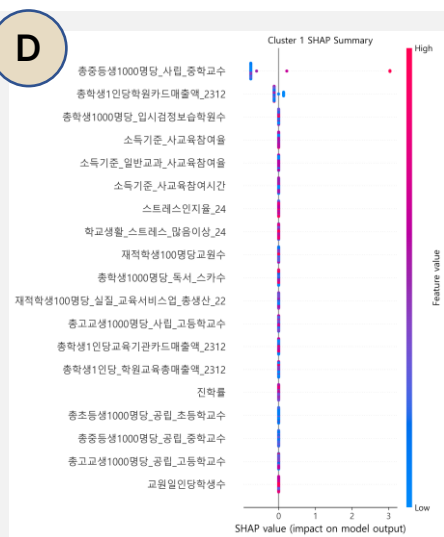 D
Cluster 1 SHAP Summary
High
총중등생1000명당_사립_중학교수
총학생1인당학원카드매출액_2312
총학생1000명당_입시검정보습학원수
소득기준_사교육참여율
소득기준_일반교과_사교육참여율
소득기준_사교육참여시간
스트레스인지율_24
학교생활_스트레스_많음이상_24
재적학생100명당교원수
총학생1000명당_독서_스카수
재적학생100명당_실질_교육서비스업_총생산_22
총고교생1000명당_사립_고등학교수
총학생1인당교육기관카드매출액_2312
총학생1인당_학원교육총매출액_2312
진학률
총초등생1000명당_공립_초등학교수
총중등생1000명당_공립_중학교수
총고교생1000명당_공립_고등학교수
교원일인당학생수
Feature value
Low
0 1 2 3
SHAP value (impact on model output)